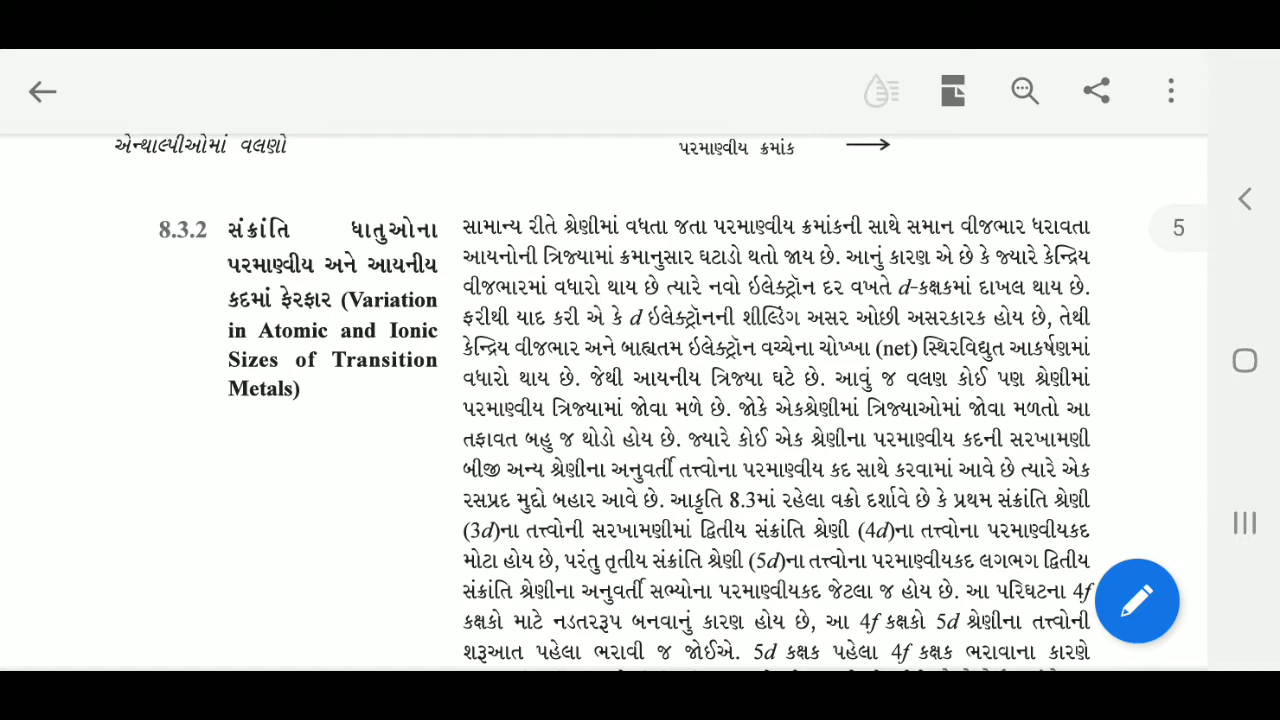 એન્થાલ્પીઓમાં વલણો
પરમાણ્વીય ક્રમાંક
8.3.2 સંક્રાંતિ ધાતુઓના
પરમાણ્વીય અને આયનીય
કદમાં ફેરફાર (Variation
in Atomic and Ionic
Sizes of Transition
Metals)
સામાન્ય રીતે શ્રેણીમાં વધતા જતા પરમાણ્વીય ક્રમાંકની સાથે સમાન વીજભાર ધરાવતા
આયનોની ત્રિજ્યામાં ક્રમાનુસાર ઘટાડો થતો જાય છે. આનું કારણ એ છે કે જ્યારે કેન્દ્રિય
વીજભારમાં વધારો થાય છે ત્યારે નવો ઇલેક્ટ્રૉન દર વખતે d-કક્ષકમાં દાખલ થાય છે.
ફરીથી યાદ કરી એ કે d ઇલેક્ટ્રૉનની શીલ્ડિંગ અસર ઓછી અસરકારક હોય છે, તેથી
કેન્દ્રિય વીજભાર અને બાહ્યતમ ઇલેક્ટ્રૉન વચ્ચેના ચોખ્ખા (net) સ્થિરવિદ્યુત આકર્ષણમાં
વધારો થાય છે. જેથી આયનીય ત્રિજ્યા ઘટે છે. આવું જ વલણ કોઈ પણ શ્રેણીમાં
પરમાણ્વીય ત્રિજ્યામાં જોવા મળે છે. જોકે એકશ્રેણીમાં ત્રિજ્યાઓમાં જોવા મળતો આ
તફાવત બહુ જ થોડો હોય છે. જ્યારે કોઈ એક શ્રેણીના પરમાણ્વીય કદની સરખામણી
બીજી અન્ય શ્રેણીના અનુવર્તી તત્ત્વોના પરમાણ્વીય કદ સાથે કરવામાં આવે છે ત્યારે એક
રસપ્રદ મુદ્દો બહાર આવે છે. આકૃતિ 8.3માં રહેલા વક્રો દર્શાવે છે કે પ્રથમ સંક્રાંતિ શ્રેણી
(3d)ના તત્ત્વોની સરખામણીમાં દ્વિતીય સંક્રાંતિ શ્રેણી (4d)ના તત્ત્વોના પરમાણ્વીયકદ
મોટા હોય છે, પરંતુ તૃતીય સંક્રાંતિ શ્રેણી (5d)ના તત્ત્વોના પરમાણ્વીયકદ લગભગ દ્વિતીય
સંક્રાંતિ શ્રેણીના અનુવર્તી સભ્યોના પરમાણ્વીયકદ જેટલા જ હોય છે. આ પરિઘટના 4f
કક્ષકો માટે નડતરરૂપ બનવાનું કારણ હોય છે, આ 4f કક્ષકો 5d શ્રેણીના તત્ત્વોની
શરૂઆત પહેલા ભરાવી જ જોઈએ. 5d કક્ષક પહેલા 4f કક્ષક ભરાવાના કારણે
5